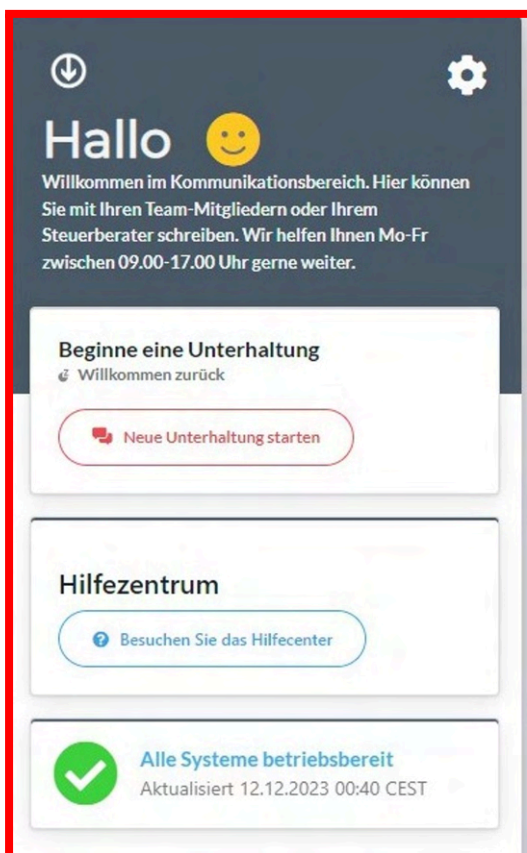 Hallo
Willkommen im Kommunikationsbereich. Hier können
Sie mit Ihren Team-Mitgliedern oder Ihrem
Steuerberater schreiben. Wir helfen Ihnen Mo-Fr
zwischen 09.00-17.00 Uhr gerne weiter.
Beginne eine Unterhaltung
Willkommen zurück
Neue Unterhaltung starten
Hilfezentrum
Besuchen Sie das Hilfecenter
Alle Systeme betriebsbereit
Aktualisiert 12.12.2023 00:40 CEST